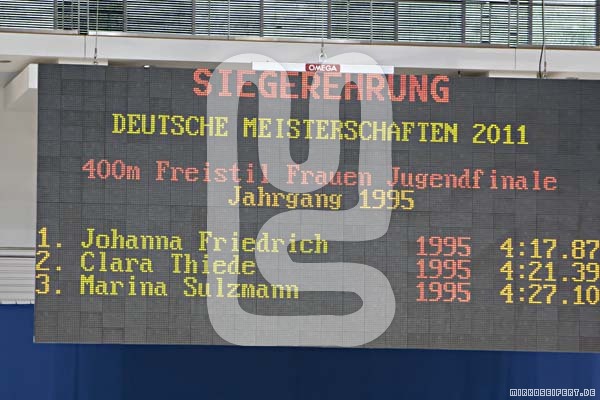 OMEGA
SIEGEREHRUNG
DEUTSCHE MEISTERSCHAFTEN 2011
400m Freistil Frauen Jugendfinale
Jahrgang 1995
1. Johanna Friedrich 1995 4:17.87
2. Clara Thiede 1995 4:21.39
3. Marina Sulzmann 1995 4:27.10
MIRKOSEIFERT.DE